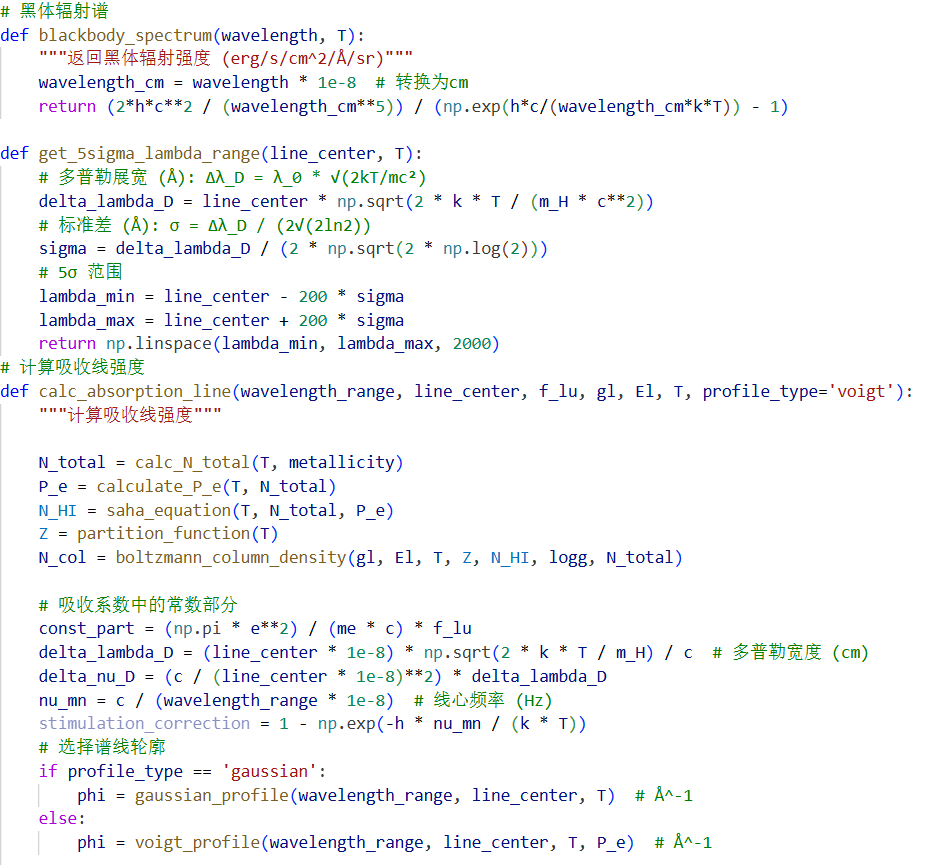 # 黑体辐射谱
def blackbody_spectrum(wavelength, T):
    """返回黑体辐射强度 (erg/s/cm^2/Å/sr)"""
    wavelength_cm = wavelength * 1e-8  # 转换为cm
    return (2*h*c**2 / (wavelength_cm**5)) / (np.exp(h*c/(wavelength_cm*k*T)) - 1)

def get_5sigma_lambda_range(line_center, T):
    # 多普勒展宽 (Å): Δλ_D = λ_0 * √(2kT/mc²)
    delta_lambda_D = line_center * np.sqrt(2 * k * T / (m_H * c**2))
    # 标准差 (Å): σ = Δλ_D / (2√(2ln2))
    sigma = delta_lambda_D / (2 * np.sqrt(2 * np.log(2)))
    # 5σ 范围
    lambda_min = line_center - 200 * sigma
    lambda_max = line_center + 200 * sigma
    return np.linspace(lambda_min, lambda_max, 2000)
# 计算吸收线强度
def calc_absorption_line(wavelength_range, line_center, f_lu, gl, El, T, profile_type='voigt'):
    """计算吸收线强度"""

    N_total = calc_N_total(T, metallicity)
    P_e = calculate_P_e(T, N_total)
    N_HI = saha_equation(T, N_total, P_e)
    Z = partition_function(T)
    N_col = boltzmann_column_density(gl, El, T, Z, N_HI, logg, N_total)

    # 吸收系数中的常数部分
    const_part = (np.pi * e**2) / (me * c) * f_lu
    delta_lambda_D = (line_center * 1e-8) * np.sqrt(2 * k * T / m_H) / c  # 多普勒宽度 (cm)
    delta_nu_D = (c / (line_center * 1e-8)**2) * delta_lambda_D
    nu_mn = c / (wavelength_range * 1e-8)  # 线心频率 (Hz)
    stimulation_correction = 1 - np.exp(-h * nu_mn / (k * T))
    # 选择谱线轮廓
    if profile_type == 'gaussian':
        phi = gaussian_profile(wavelength_range, line_center, T)  # Å^-1
    else:
        phi = voigt_profile(wavelength_range, line_center, T, P_e)  # Å^-1